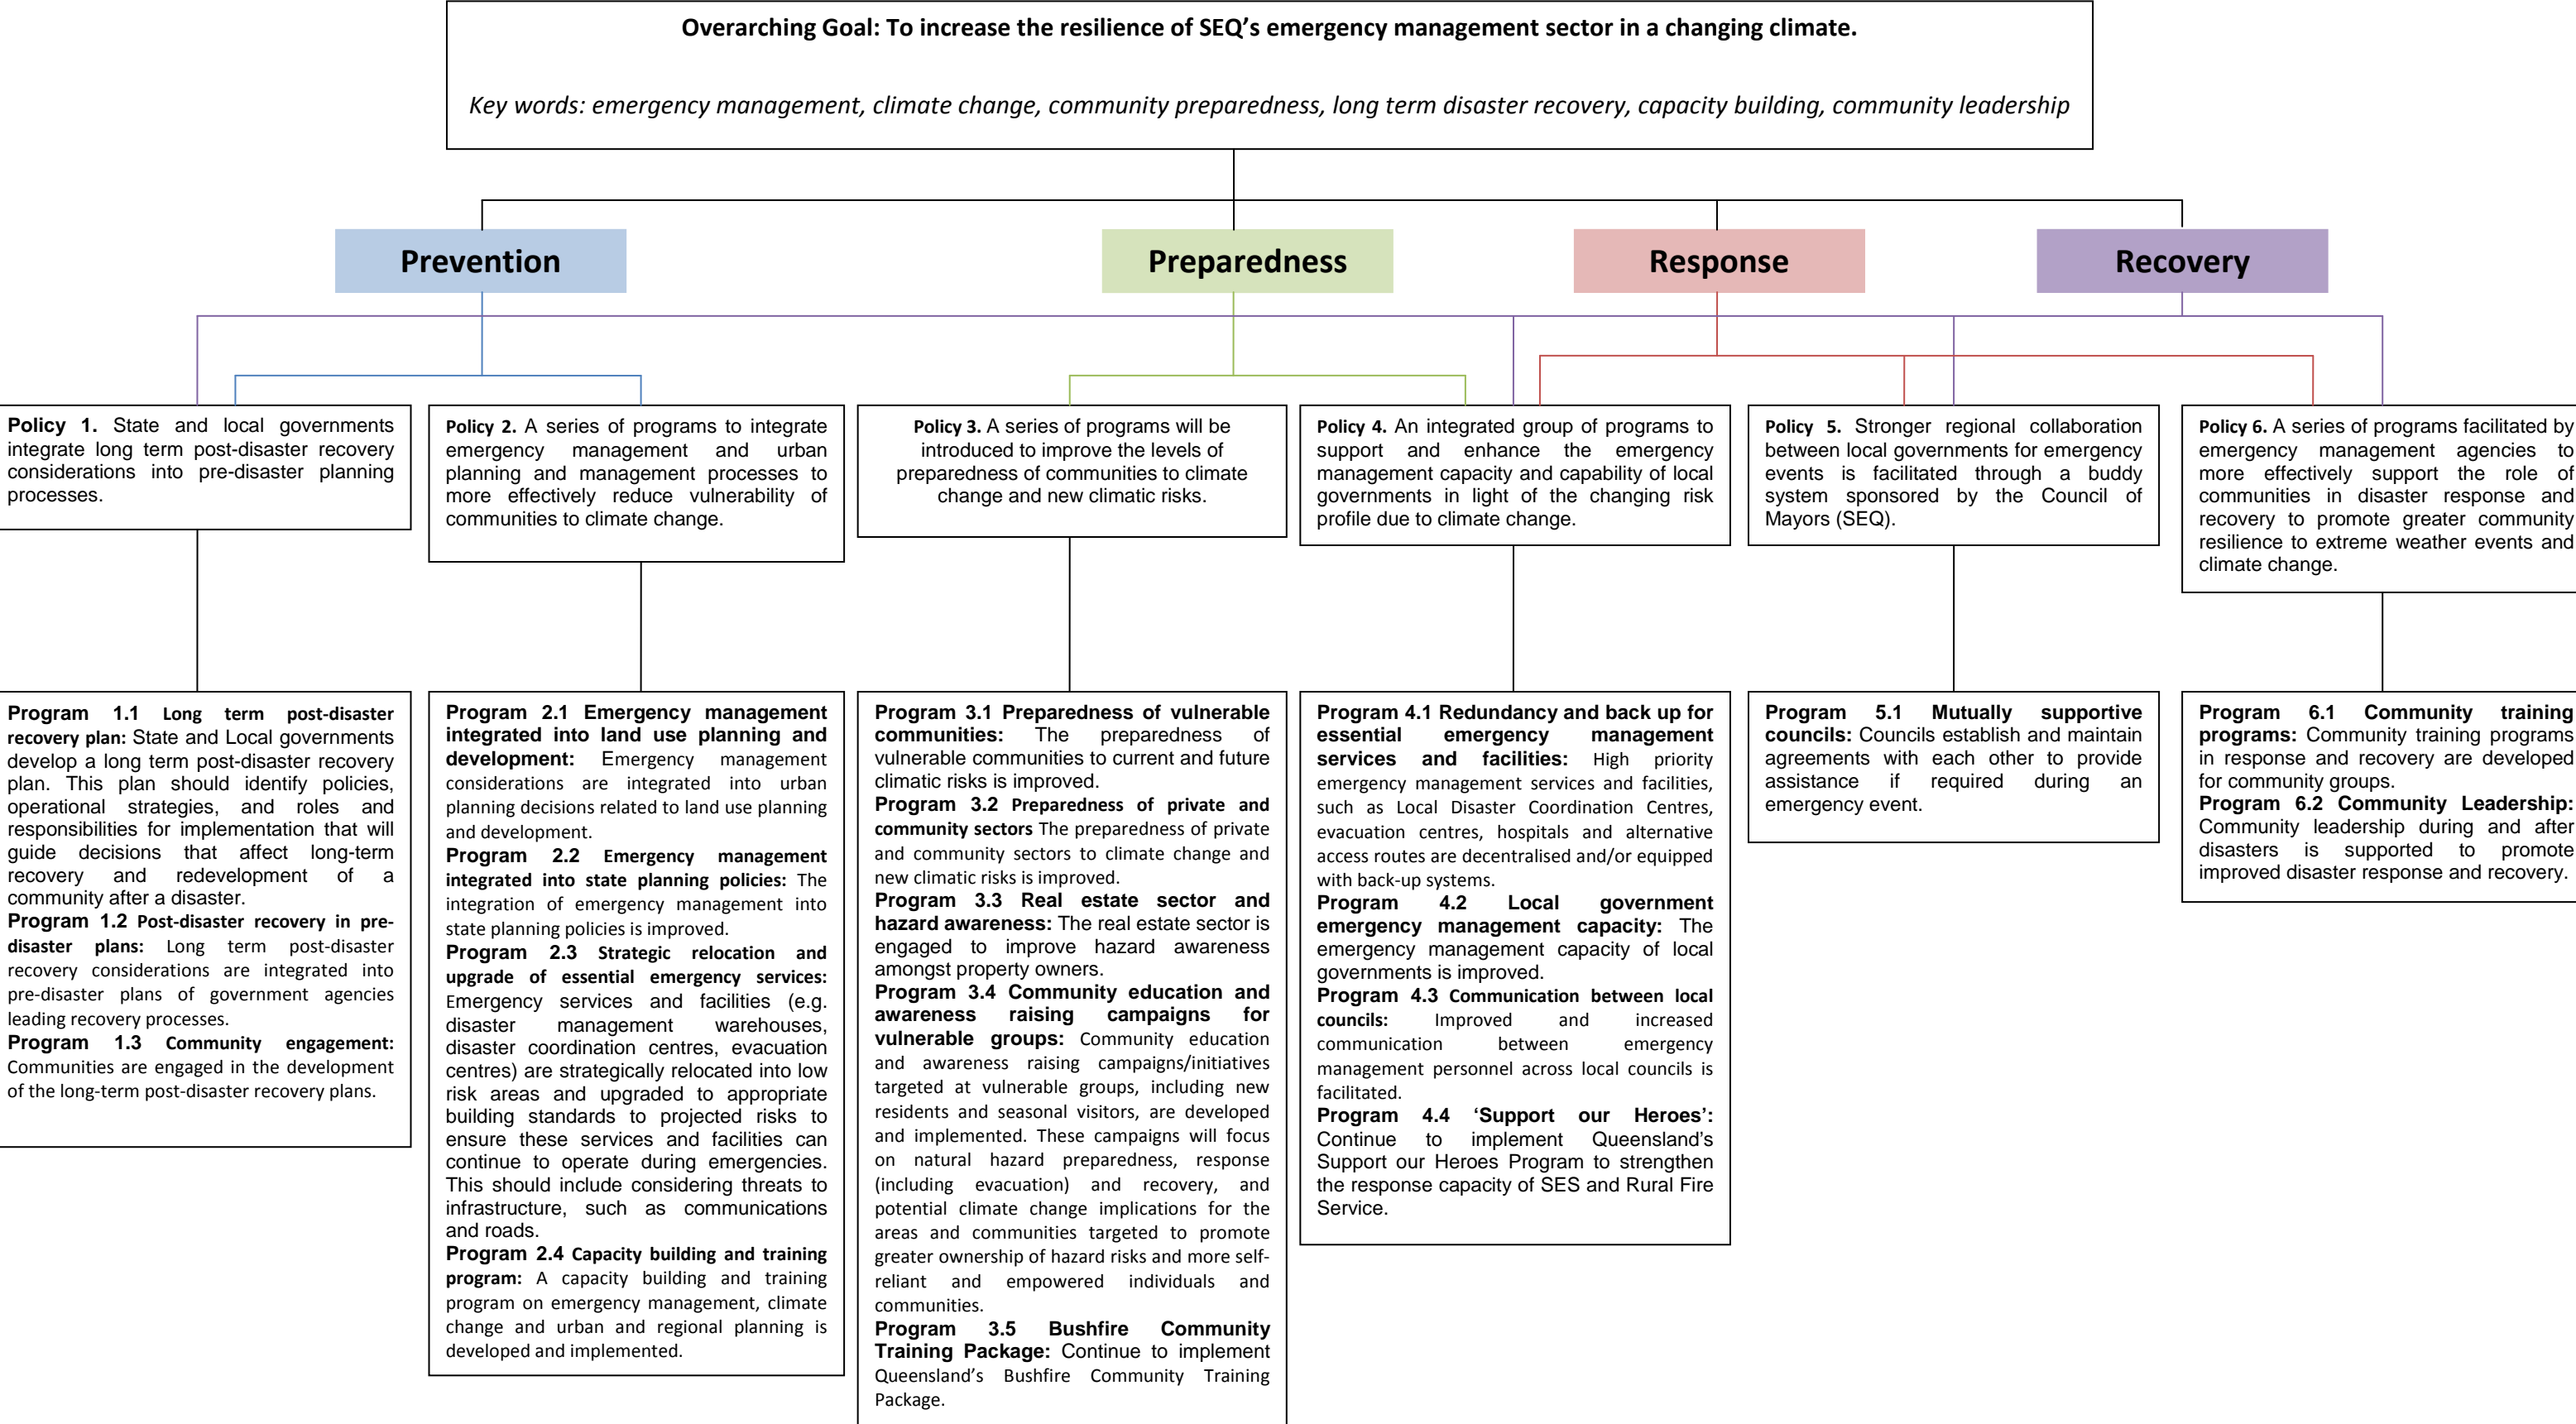 Overarching Goal: To increase the resilience of SEQ’s emergency management sector in a changing climate.
Key words: emergency management, climate change, community preparedness, long term disaster recovery, capacity building, community leadership
Prevention
Preparedness
Response
Recovery
Policy 1. State and local governments
integrate long term post-disaster recovery
considerations into pre-disaster planning
processes.
Policy 2. A series of programs to integrate
emergency management and urban
planning and management processes to
more effectively reduce vulnerability of
communities to climate change.
Policy 3. A series of programs will be
introduced to improve the levels of
preparedness of communities to climate
change and new climatic risks.
Policy 4. An integrated group of programs to
support and enhance the emergency
management capacity and capability of local
governments in light of the changing risk
profile due to climate change.
Policy 5. Stronger regional collaboration
between local governments for emergency
events is facilitated through a buddy
system sponsored by the Council of
Mayors (SEQ).
Policy 6. A series of programs facilitated by
emergency management agencies to
more effectively support the role of
communities in disaster response and
recovery to promote greater community
resilience to extreme weather events and
climate change.
Program 1.1 Long term post-disaster
recovery plan: State and Local governments
develop a long term post-disaster recovery
plan. This plan should identify policies,
operational strategies, and roles and
responsibilities for implementation that will
guide decisions that affect long-term
recovery and redevelopment of a
community after a disaster.
Program 1.2 Post-disaster recovery in pre-
disaster plans: Long term post-disaster
recovery considerations are integrated into
pre-disaster plans of government agencies
leading recovery processes.
Program 1.3 Community engagement:
Communities are engaged in the development
of the long-term post-disaster recovery plans.
Program 2.1 Emergency management
integrated into land use planning and
development: Emergency management
considerations are integrated into urban
planning decisions related to land use planning
and development.
Program 2.2 Emergency management
integrated into state planning policies: The
integration of emergency management into
state planning policies is improved.
Program 2.3 Strategic relocation and
upgrade of essential emergency services:
Emergency services and facilities (e.g.
disaster management warehouses,
disaster coordination centres, evacuation
centres) are strategically relocated into low
risk areas and upgraded to appropriate
building standards to projected risks to
ensure these services and facilities can
continue to operate during emergencies.
This should include considering threats to
infrastructure, such as communications
and roads.
Program 2.4 Capacity building and training
program: A capacity building and training
program on emergency management, climate
change and urban and regional planning is
developed and implemented.
Program 3.1 Preparedness of vulnerable
communities: The preparedness of
vulnerable communities to current and future
climatic risks is improved.
Program 3.2 Preparedness of private and
community sectors The preparedness of private
and community sectors to climate change and
new climatic risks is improved.
Program 3.3 Real estate sector and
hazard awareness: The real estate sector is
engaged to improve hazard awareness
amongst property owners.
Program 3.4 Community education and
awareness raising campaigns for
vulnerable groups: Community education
and awareness raising campaigns/initiatives
targeted at vulnerable groups, including new
residents and seasonal visitors, are developed
and implemented. These campaigns will focus
on natural hazard preparedness, response
(including evacuation) and recovery, and
potential climate change implications for the
areas and communities targeted to promote
greater ownership of hazard risks and more self-
reliant and empowered individuals and
communities.
Program 3.5 Bushfire Community
Training Package: Continue to implement
Queensland’s Bushfire Community Training
Package.
Program 4.1 Redundancy and back up for
essential emergency management
services and facilities: High priority
emergency management services and facilities,
such as Local Disaster Coordination Centres,
evacuation centres, hospitals and alternative
access routes are decentralised and/or equipped
with back-up systems.
Program 4.2 Local government
emergency management capacity: The
emergency management capacity of local
governments is improved.
Program 4.3 Communication between local
councils: Improved and increased
communication between emergency
management personnel across local councils is
facilitated.
Program 4.4 ‘Support our Heroes’:
Continue to implement Queensland’s
Support our Heroes Program to strengthen
the response capacity of SES and Rural Fire
Service.
Program 5.1 Mutually supportive
councils: Councils establish and maintain
agreements with each other to provide
assistance if required during an
emergency event.
Program 6.1 Community training
programs: Community training programs
in response and recovery are developed
for community groups.
Program 6.2 Community Leadership:
Community leadership during and after
disasters is supported to promote
improved disaster response and recovery.